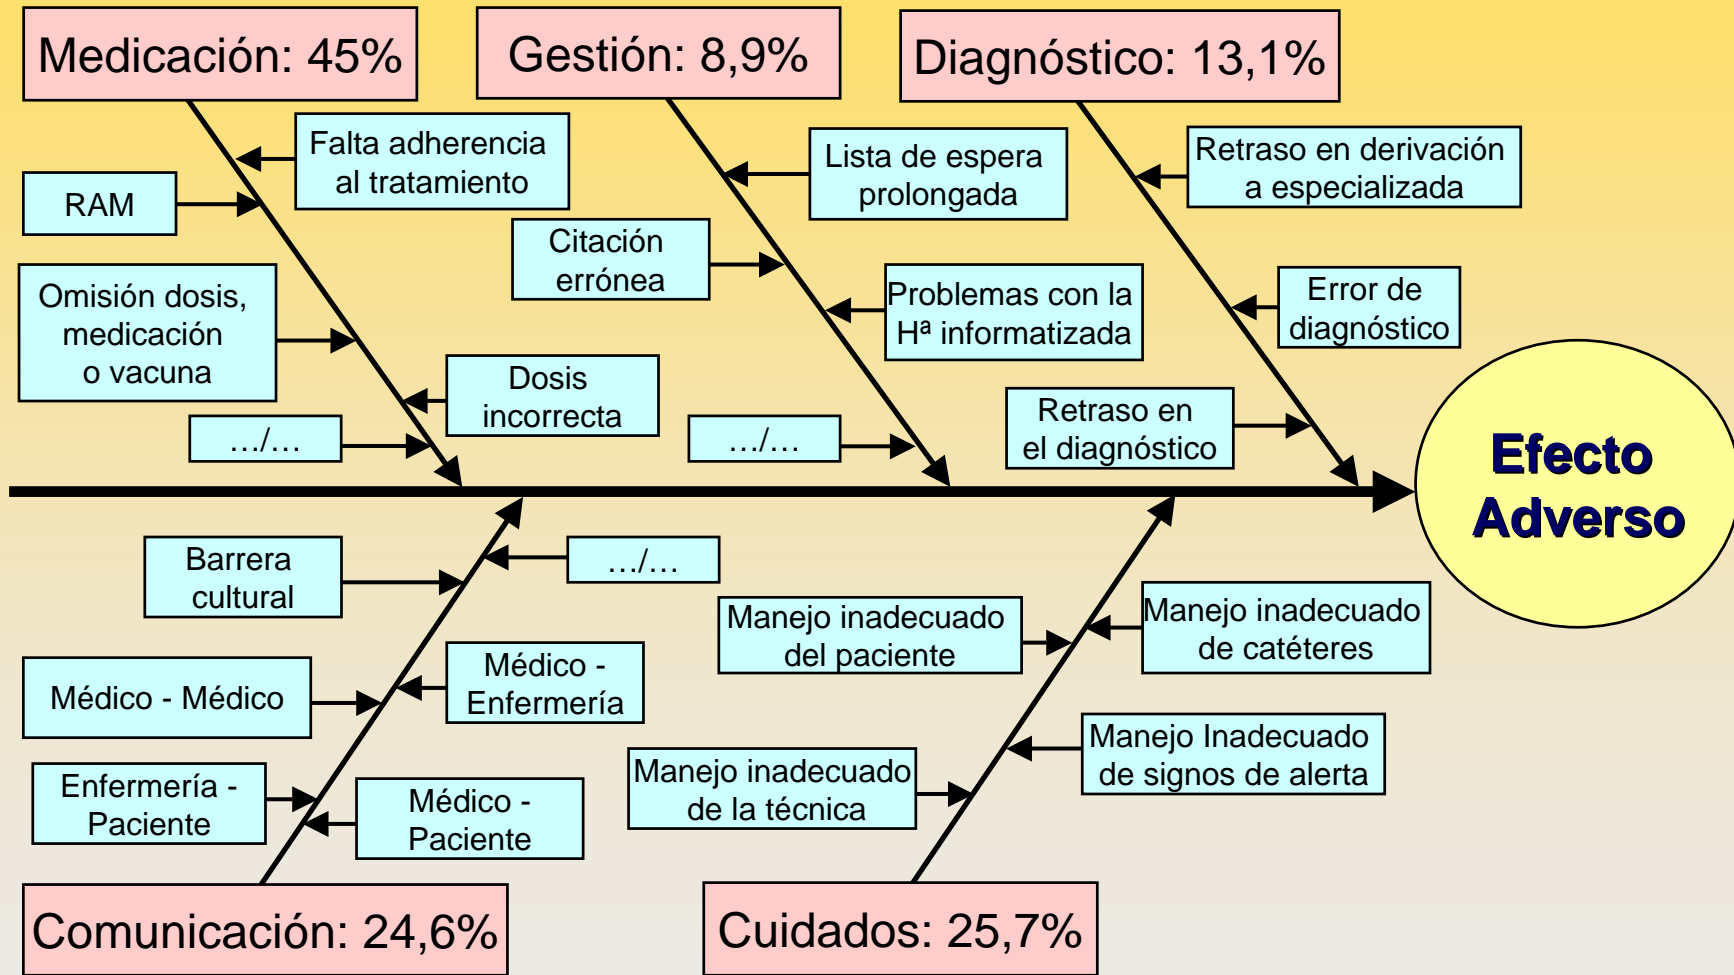 Medicación: 45%
Gestión: 8,9%
Diagnóstico: 13,1%
Falta adherencia
al tratamiento
RAM
Omisión dosis,
medicación
o vacuna
Dosis
incorrecta
…/…
Lista de espera
prolongada
Citación
errónea
Problemas con la
Hª informatizada
…/…
Retraso en derivación
a especializada
Error de
diagnóstico
Retraso en
el diagnóstico
Efecto
Adverso
Barrera
cultural
…/…
Médico - Médico
Médico -
Enfermería
Enfermería -
Paciente
Médico -
Paciente
Manejo inadecuado
del paciente
Manejo inadecuado
de catéteres
Manejo inadecuado
de la técnica
Manejo Inadecuado
de signos de alerta
Comunicación: 24,6%
Cuidados: 25,7%